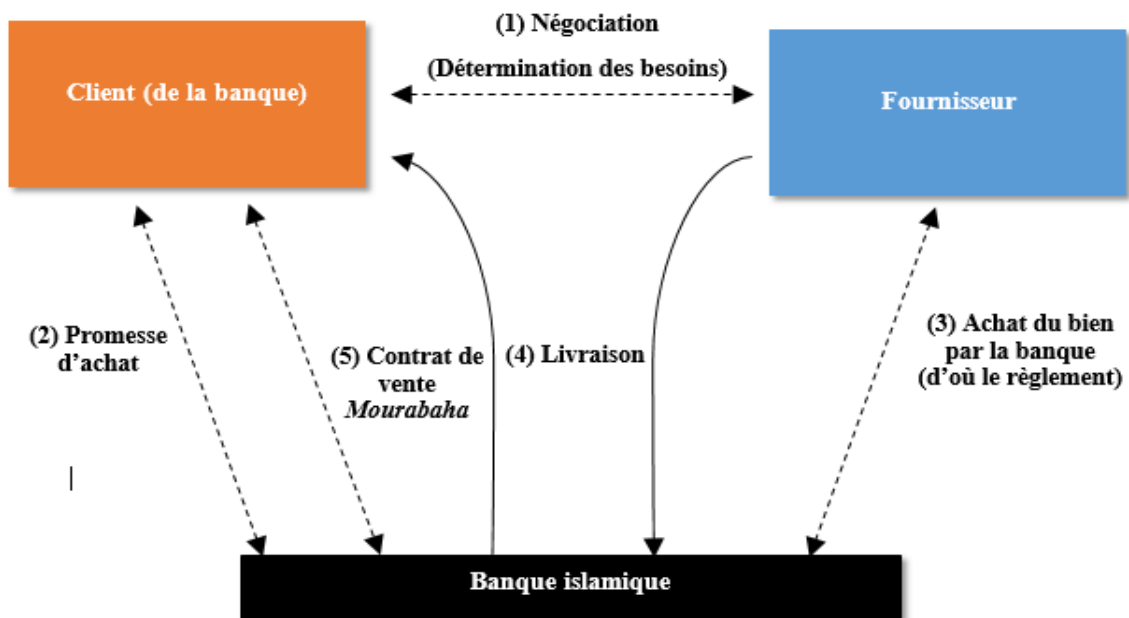 (1) Négociation
(Détermination des besoins)
Client (de la banque)
Fournisseur
(2) Promesse
d’achat
(5) Contrat de
vente
Mourabaha
(4) Livraison
(3) Achat du bien
par la banque
(d’où le règlement)
Banque islamique